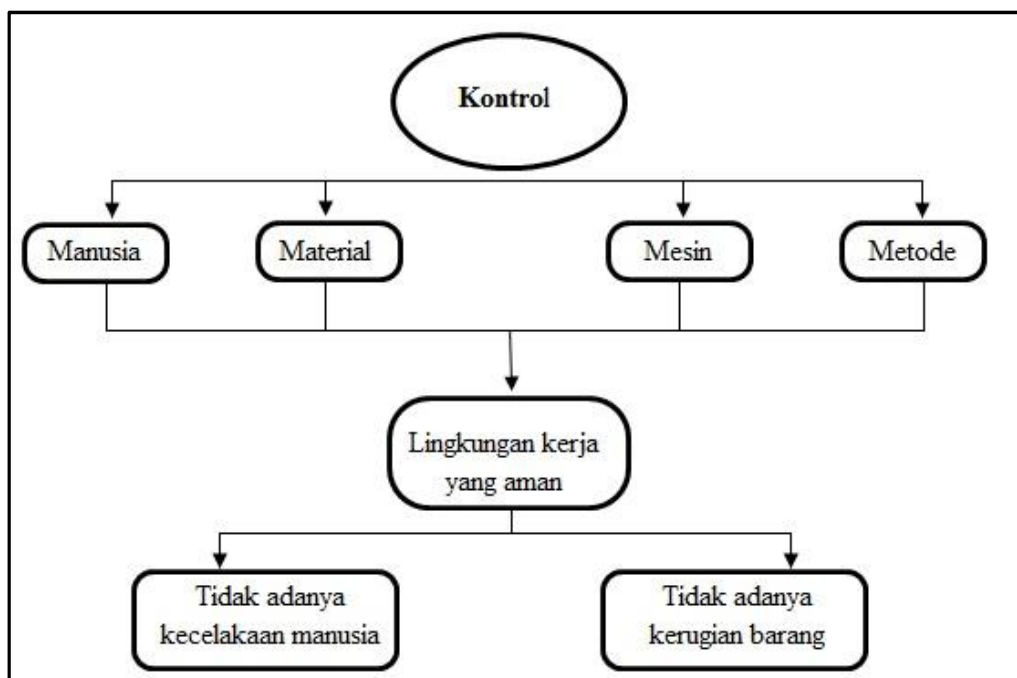 Kontrol
Manusia
Material
Mesin
Metode
Lingkungan kerja
yang aman
Tidak adanya
kecelakaan manusia
Tidak adanya
kerugian barang